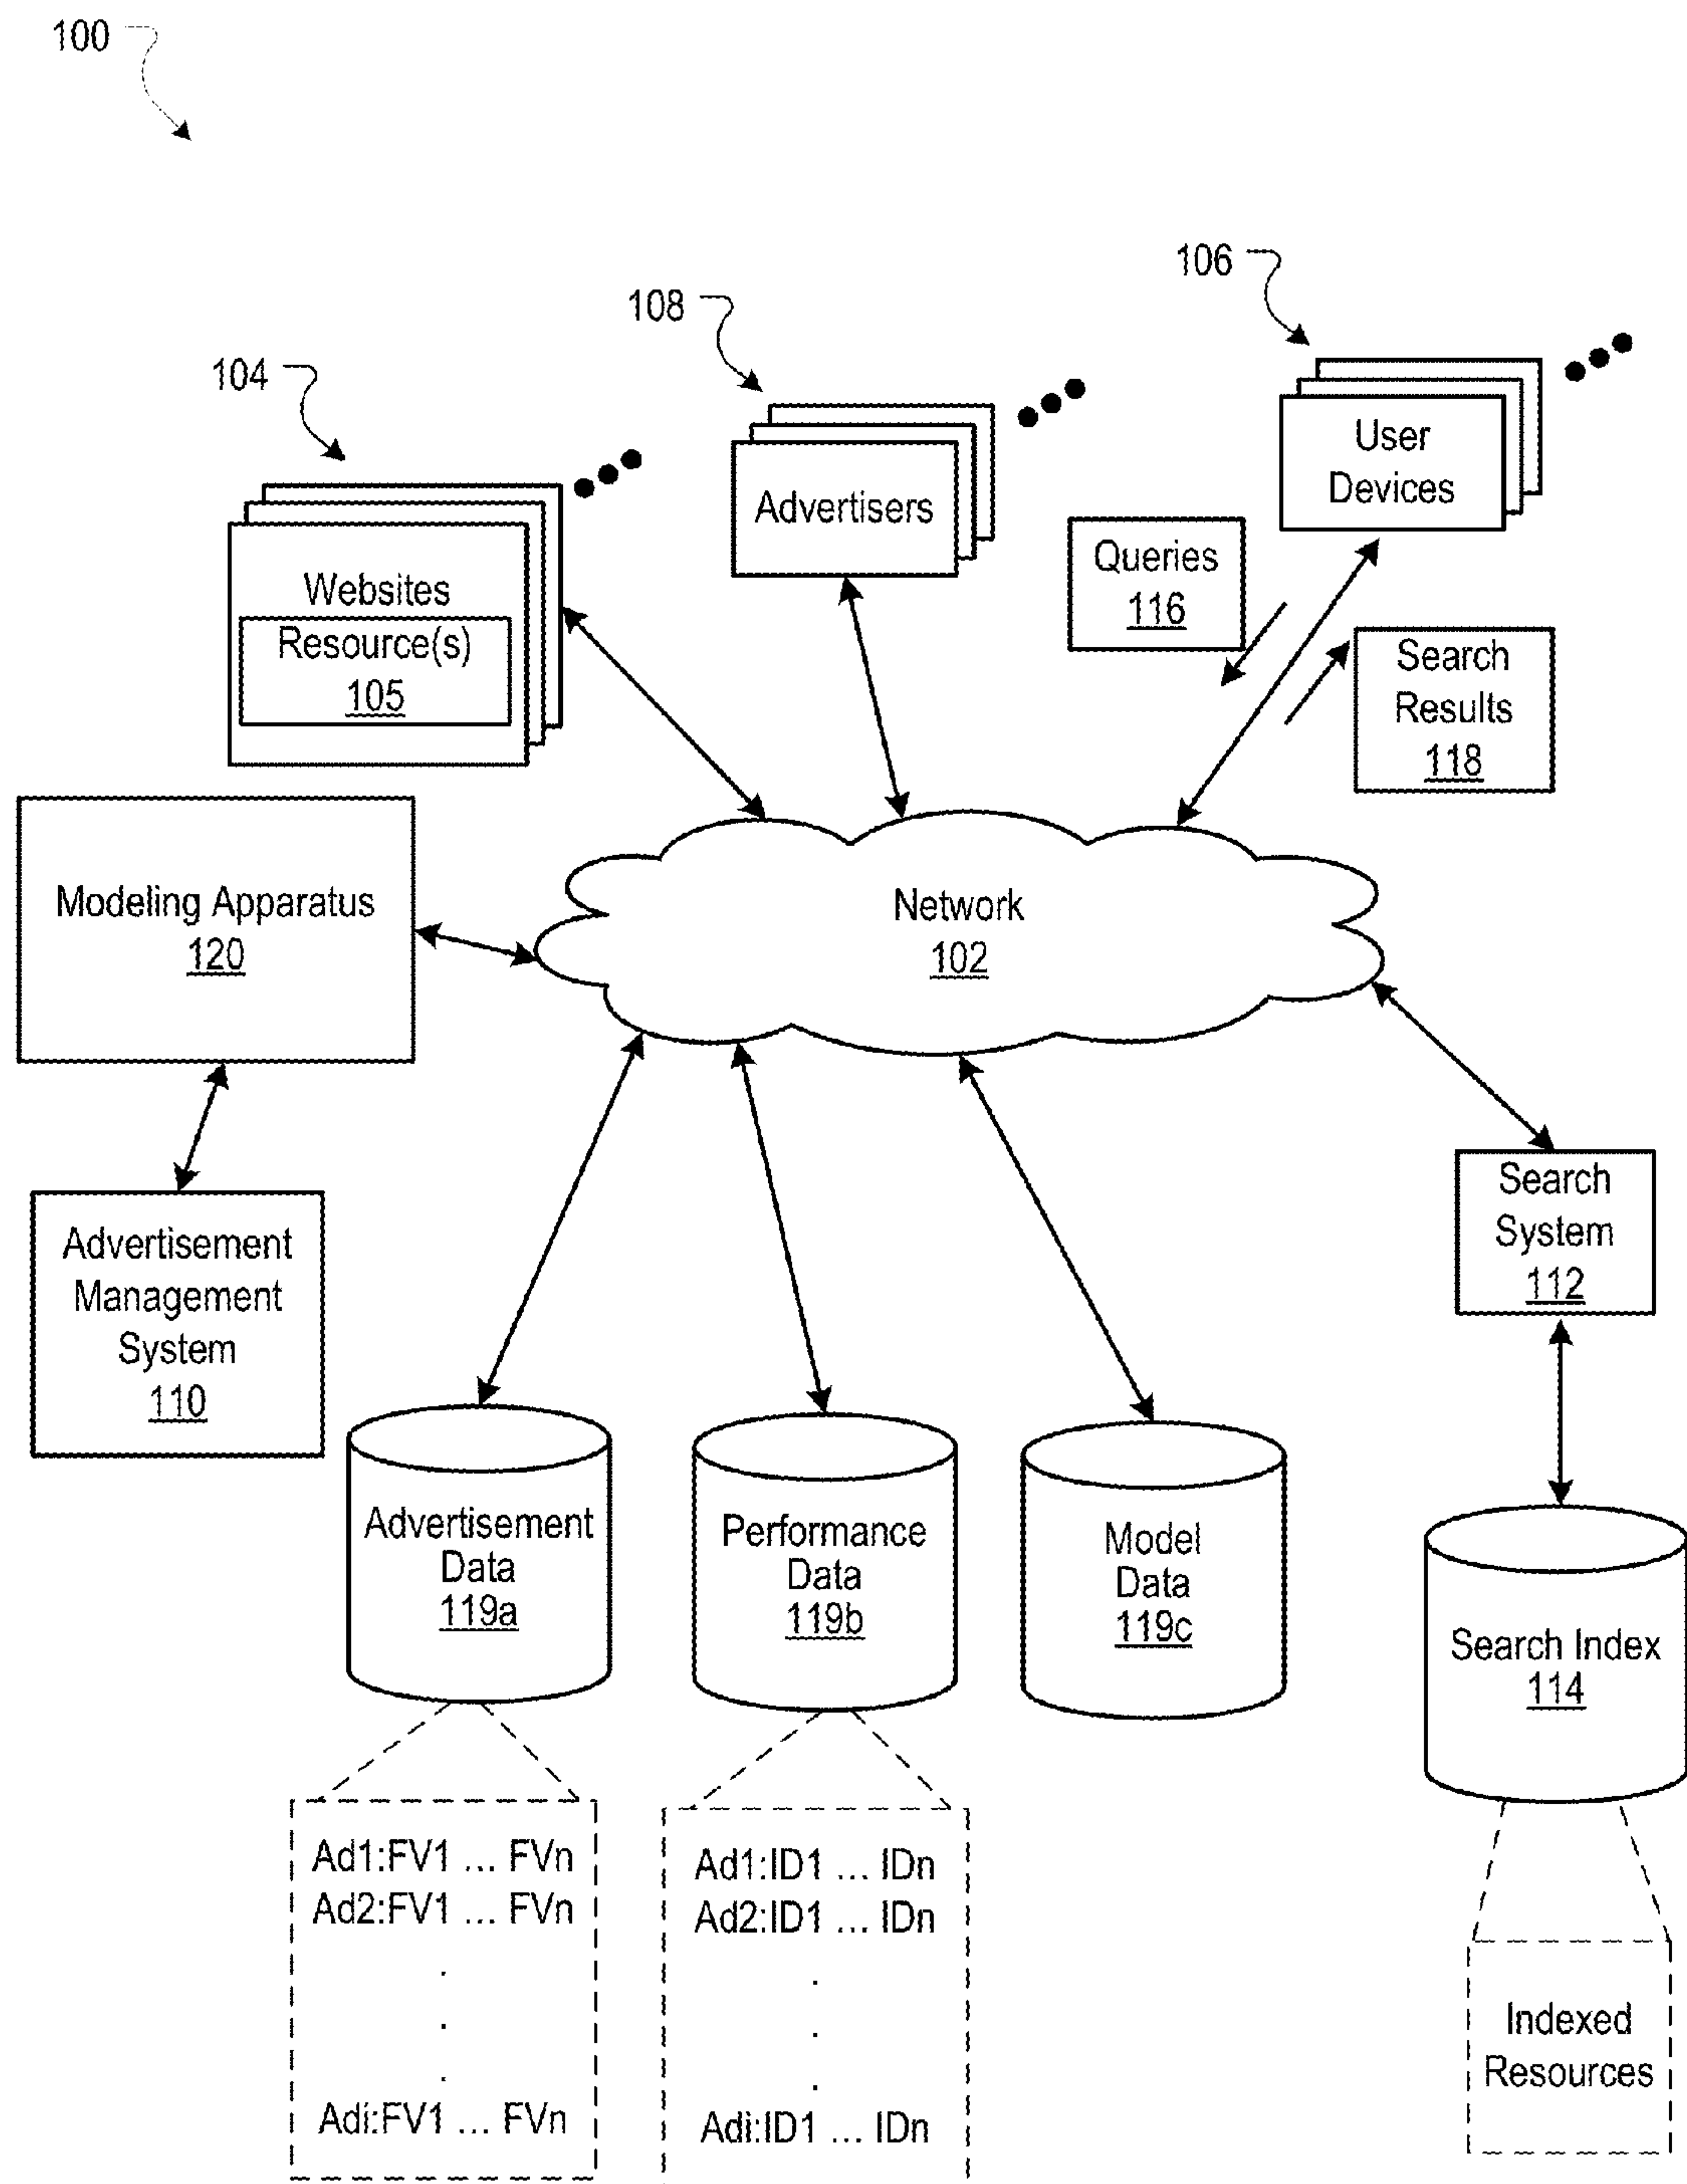 100
106
108
104
User
Devices
Advertisers
Queries
116
Websites
Resource(s)
105
Search
Results
118
Modeling Apparatus
120
Network
102
Search
System
112
Advertisement
Management
System
110
Advertisement
Data
119a
Performance
Data
119b
Model
Data
119c
Search Index
114
Ad1:FV1 ... FVn
Ad2:FV1 ... FVn
.
.
.
Adi:FV1 ... FVn
Ad1:ID1 ... IDn
Ad2:ID1 ... IDn
.
.
.
Adi:ID1 ... IDn
Indexed
Resources